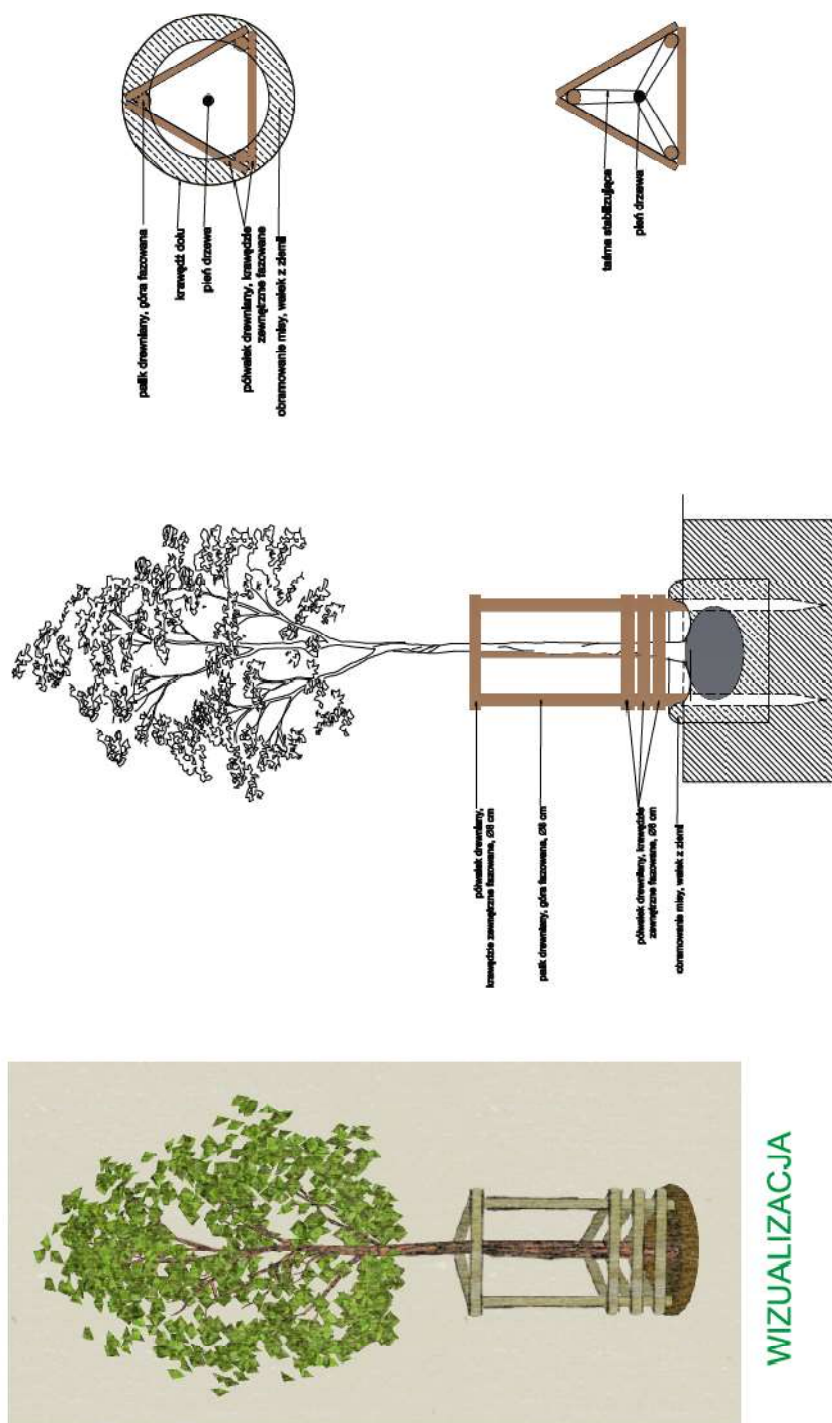 palik drewniany, góra fazowana
krawędź dołu
pień drzewa
półwałek drewniany, krawędzie
zewnętrzne fazowane
obramowanie misy, wałek z ziemi
taśma stabilizująca
pień drzewa
półwałek drewniany,
krawędzie zewnętrzne fazowane, Ø8 cm
palik drewniany, góra fazowana, Ø8 cm
półwałek drewniany, krawędzie
zewnętrzne fazowane, Ø8 cm
obramowanie misy, wałek z ziemi
WIZUALIZACJA